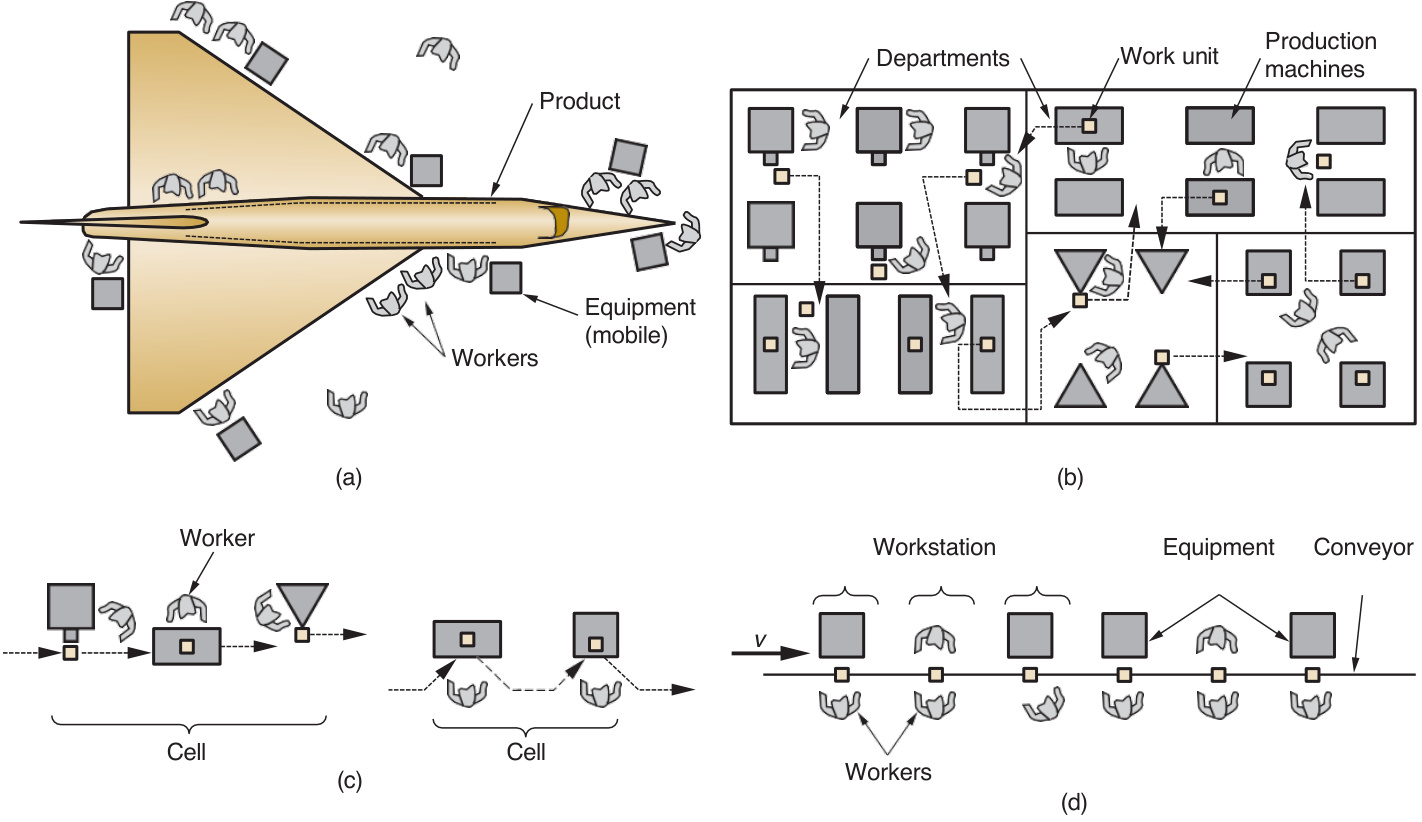 Product
Equipment
(mobile)
Workers
(a)
Departments
Work unit
Production
machines
(b)
Worker
Cell
Cell
(c)
Workstation
Equipment
Conveyor
v
Workers
(d)